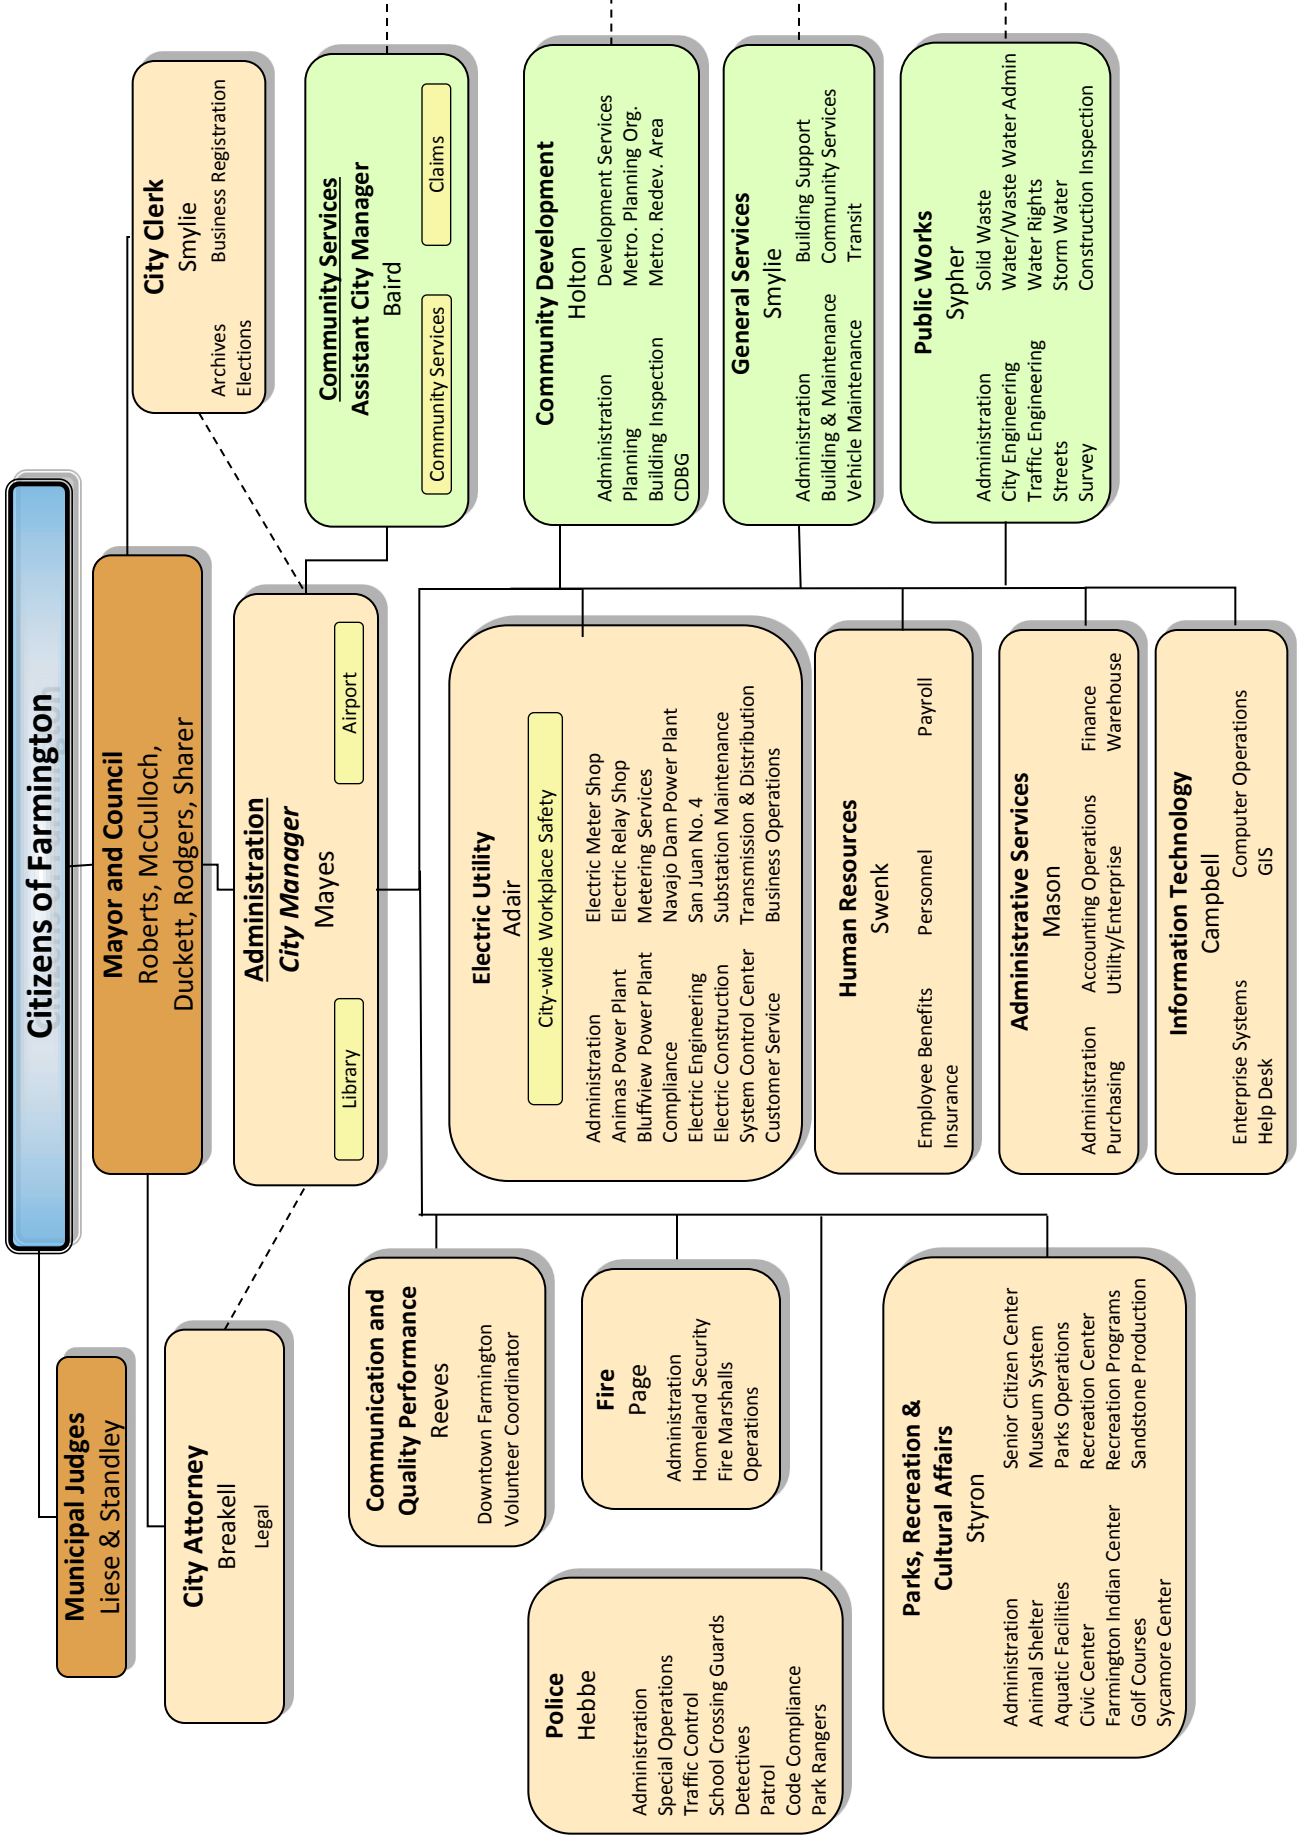 Citizens of Farmington
Municipal Judges
Liese & Standley
Mayor and Council
Roberts, McCulloch,
Duckett, Rodgers, Sharer
City Attorney
Breakell
Legal
Administration
City Manager
Mayes
Library
Airport
City Clerk
Smylie
Archives
Elections
Business Registration
Community Services
Assistant City Manager
Baird
Community Services
Claims
Communication and
Quality Performance
Reeves
Downtown Farmington
Volunteer Coordinator
Fire
Page
Administration
Homeland Security
Fire Marshalls
Operations
Police
Hebbe
Administration
Special Operations
Traffic Control
School Crossing Guards
Detectives
Patrol
Code Compliance
Park Rangers
Parks, Recreation &
Cultural Affairs
Styron
Administration
Animal Shelter
Aquatic Facilities
Civic Center
Farmington Indian Center
Golf Courses
Sycamore Center
Senior Citizen Center
Museum System
Parks Operations
Recreation Center
Recreation Programs
Sandstone Production
Electric Utility
Adair
City-wide Workplace Safety
Administration
Animas Power Plant
Bluffview Power Plant
Compliance
Electric Engineering
Electric Construction
System Control Center
Customer Service
Electric Meter Shop
Electric Relay Shop
Metering Services
Navajo Dam Power Plant
San Juan No. 4
Substation Maintenance
Transmission & Distribution
Business Operations
Human Resources
Swenk
Employee Benefits
Insurance
Personnel
Payroll
Administrative Services
Mason
Administration
Purchasing
Accounting Operations
Utility/Enterprise
Finance
Warehouse
Information Technology
Campbell
Enterprise Systems
Help Desk
Computer Operations
GIS
Community Development
Holton
Administration
Planning
Building Inspection
CDBG
Development Services
Metro. Planning Org.
Metro. Redev. Area
General Services
Smylie
Administration
Building & Maintenance
Vehicle Maintenance
Building Support
Community Services
Transit
Public Works
Sypher
Administration
City Engineering
Traffic Engineering
Streets
Survey
Solid Waste
Water/Waste Water Admin
Water Rights
Storm Water
Construction Inspection